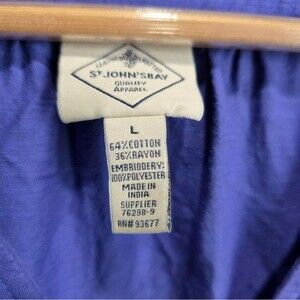 ST.JOHN'S BAY
QUALITY
APPAREL
L
64%COTTON
36%RAYON
EMBROIDERY:
100%POLYESTER
MADE IN
INDIA
SUPPLIER
76298-9
RN#93677